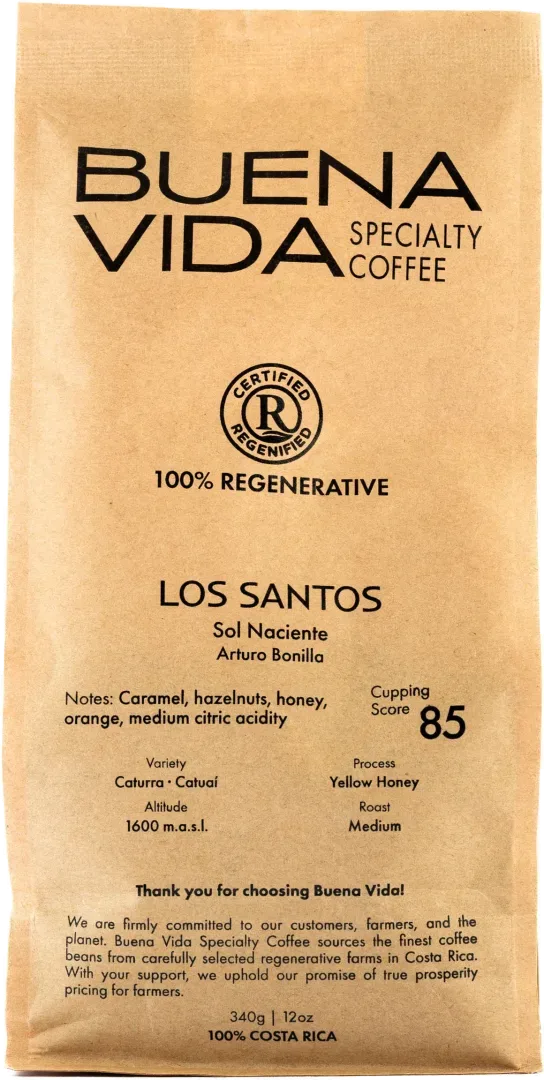 BUENA
VIDA SPECIALTY
COFFEE
CERTIFIED
R
REGENIFIED
100% REGENERATIVE
LOS SANTOS
Sol Naciente
Arturo Bonilla
Notes: Caramel, hazelnuts, honey,
orange, medium citric acidity
Cupping
Score 85
Variety
Caturra · Catuaí
Process
Yellow Honey
Altitude
1600 m.a.s.l.
Roast
Medium
Thank you for choosing Buena Vida!
We are firmly committed to our customers, farmers, and the
planet. Buena Vida Specialty Coffee sources the finest coffee
beans from carefully selected regenerative farms in Costa Rica.
With your support, we uphold our promise of true prosperity
pricing for farmers.
340g | 12oz
100% COSTA RICA